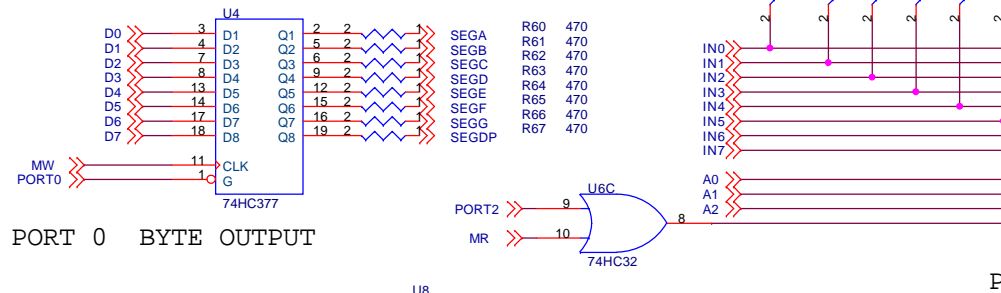 U4
D0 3 D1 Q1 2 2 1 SEGA R60 470
D1 4 D2 Q2 5 2 1 SEGB R61 470
D2 7 D3 Q3 6 2 1 SEGC R62 470
D3 8 D4 Q4 9 2 1 SEGD R63 470
D4 13 D5 Q5 12 2 1 SEGE R64 470
D5 14 D6 Q6 15 2 1 SEGF R65 470
D6 17 D7 Q7 16 2 1 SEGG R66 470
D7 18 D8 Q8 19 2 1 SEGDP R67 470
MW 11 CLK
PORT0 1 G
74HC377
PORT 0 BYTE OUTPUT
2 2 2 2 2
IN0
IN1
IN2
IN3
IN4
IN5
IN6
IN7
A0
A1
A2
U6C
PORT2 9
8
MR 10
74HC32
U8
P